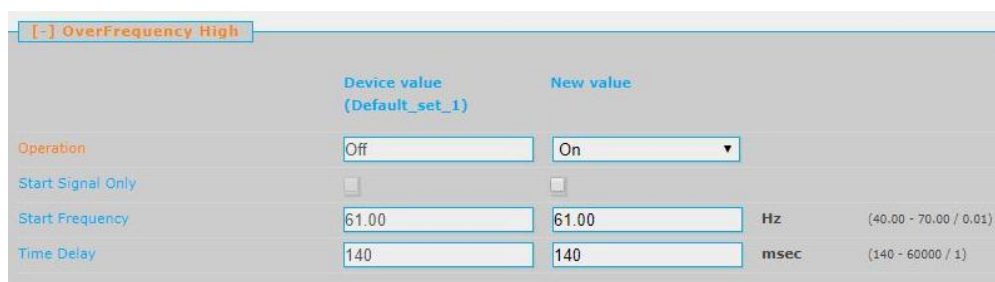 [-] OverFrequency High
Device value New value
(Default_set_1)
Operation Off On
Start Signal Only
Start Frequency 61.00 61.00 Hz (40.00 - 70.00 / 0.01)
Time Delay 140 140 msec (140 - 60000 / 1)